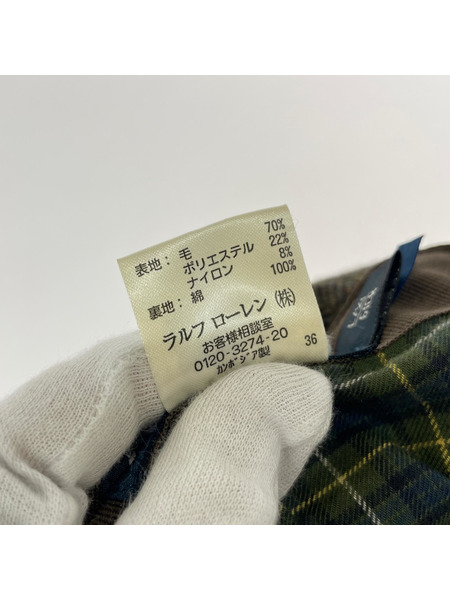 表地: 毛 70%
ポリエステル 22%
ナイロン 8%
裏地: 綿 100%
ラルフ ローレン (株)
お客様相談室
0120-3274-20
カンボジア製 36